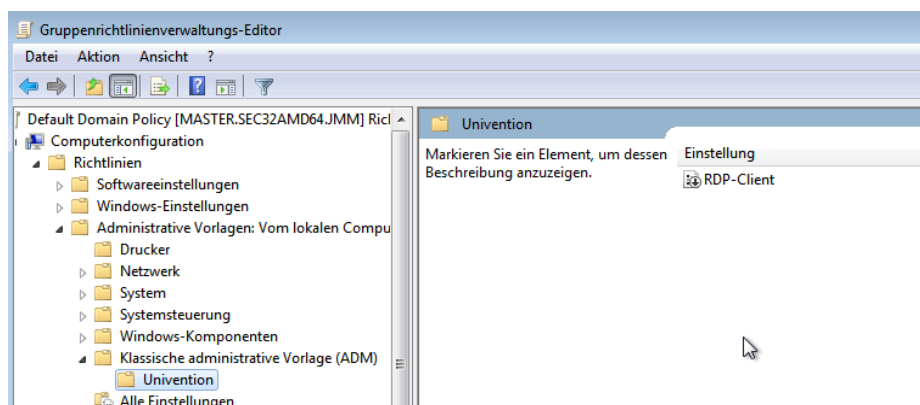 Gruppenrichtlinienverwaltungs-Editor
Datei Aktion Ansicht ?
Default Domain Policy [MASTER.SEC32AMD64.JMM] Ricl
Computerkonfiguration
Richtlinien
Softwareeinstellungen
Windows-Einstellungen
Administrative Vorlagen: Vom lokalen Compu
Drucker
Netzwerk
System
Systemsteuerung
Windows-Komponenten
Klassische administrative Vorlage (ADM)
Univention
Alle Einstellungen
Univention
Markieren Sie ein Element, um dessen
Beschreibung anzuzeigen.
Einstellung
RDP-Client